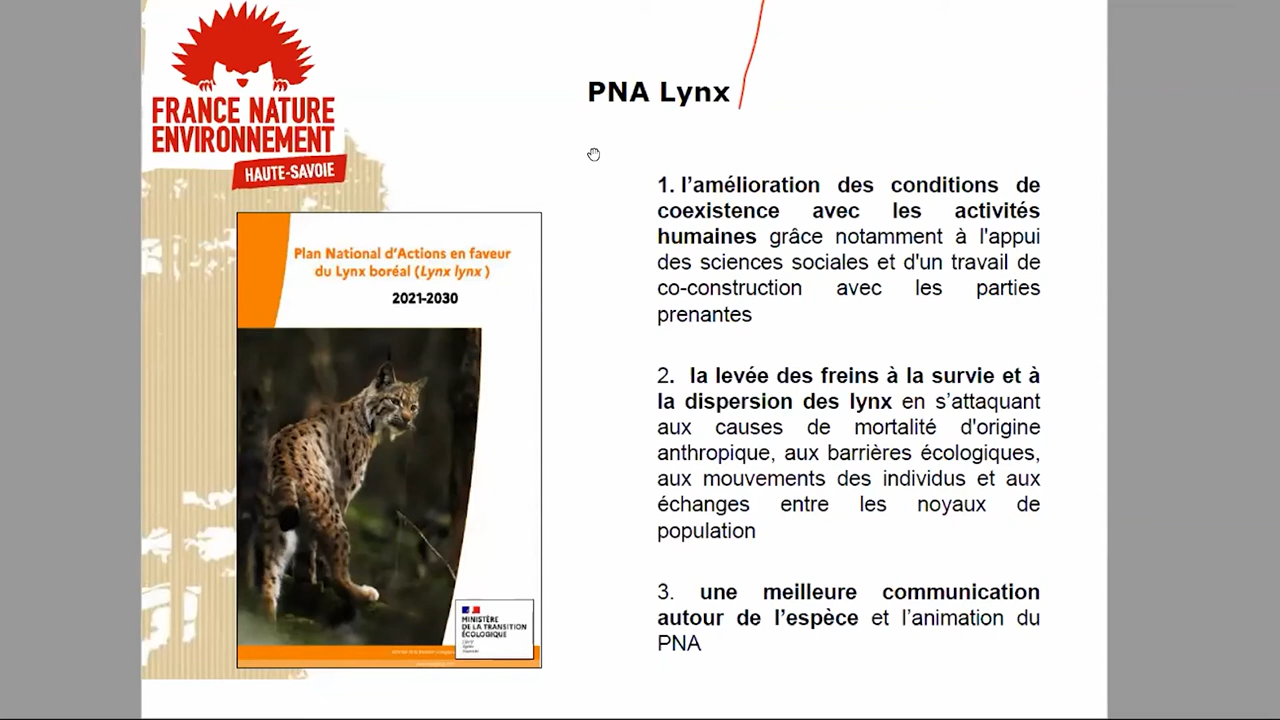 FRANCE NATURE
ENVIRONNEMENT
HAUTE-SAVOIE
PNA Lynx
Plan National d'Actions en faveur
du Lynx boréal (Lynx lynx )
2021-2030
MINISTÈRE
DE LA TRANSITION
ÉCOLOGIQUE
1. l'amélioration des conditions de
coexistence avec les activités
humaines grâce notamment à l'appui
des sciences sociales et d'un travail de
co-construction avec les parties
prenantes
2. la levée des freins à la survie et à
la dispersion des lynx en s'attaquant
aux causes de mortalité d'origine
anthropique, aux barrières écologiques,
aux mouvements des individus et aux
échanges entre les noyaux de
population
3. une meilleure communication
autour de l'espèce et l'animation du
PNA